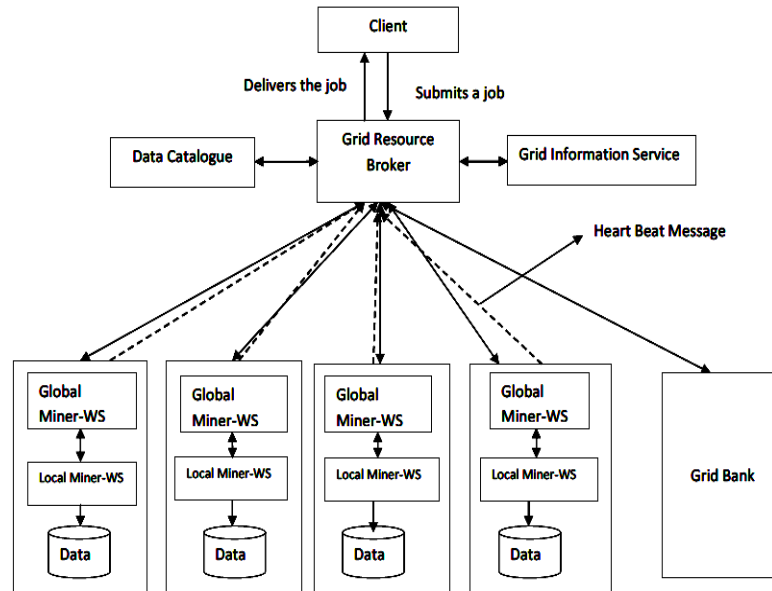 Client
Delivers the job
Submits a job
Data Catalogue
Grid Resource
Broker
Grid Information Service
Heart Beat Message
Global
Miner-WS
Local Miner-WS
Data
Global
Miner-WS
Local Miner-WS
Data
Global
Miner-WS
Local Miner-WS
Data
Global
Miner-WS
Local Miner-WS
Data
Grid Bank